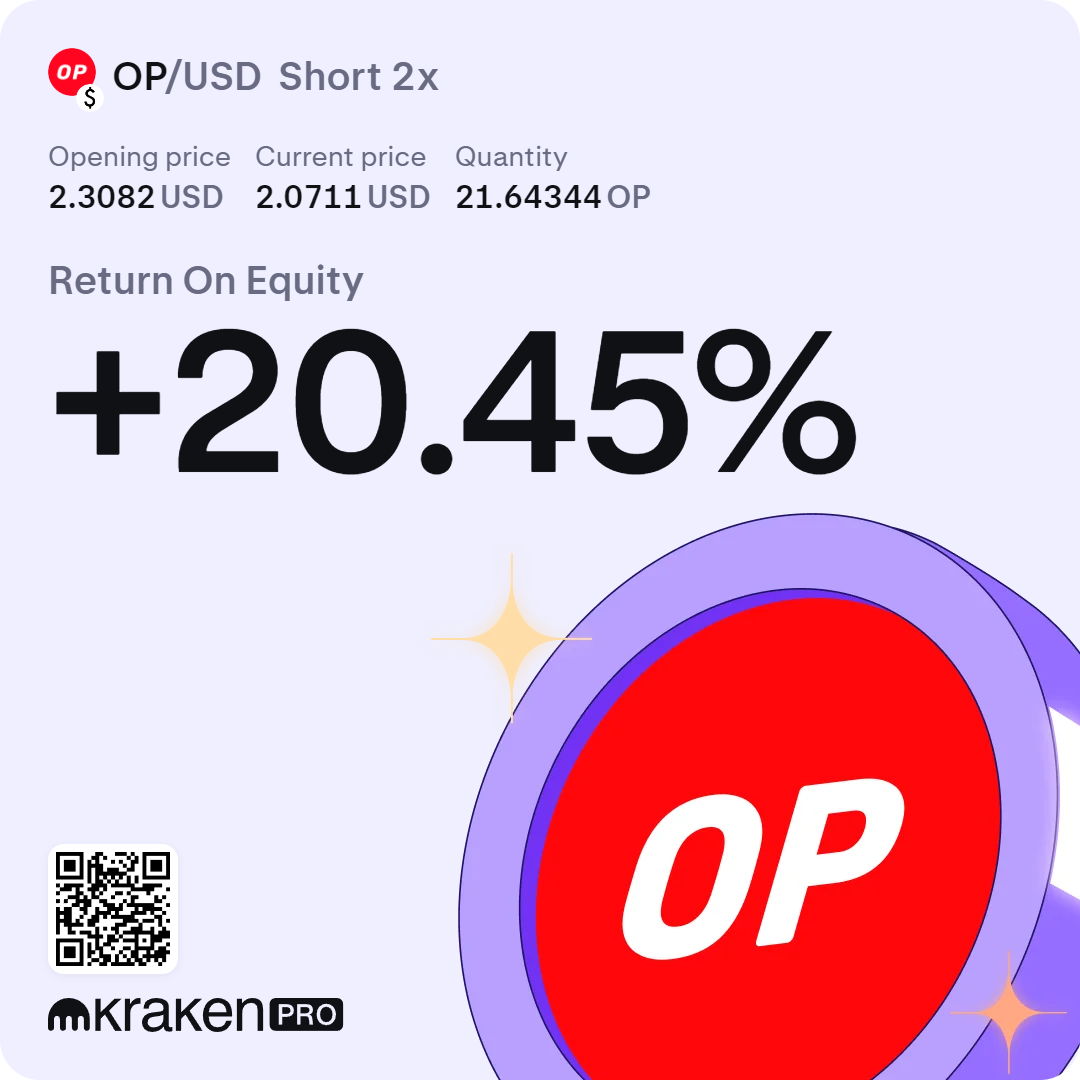 OP
$
OP/USD Short 2x
Opening price Current price Quantity
2.3082 USD 2.0711 USD 21.64344 OP
Return On Equity
+20.45%
OP
kraken PRO